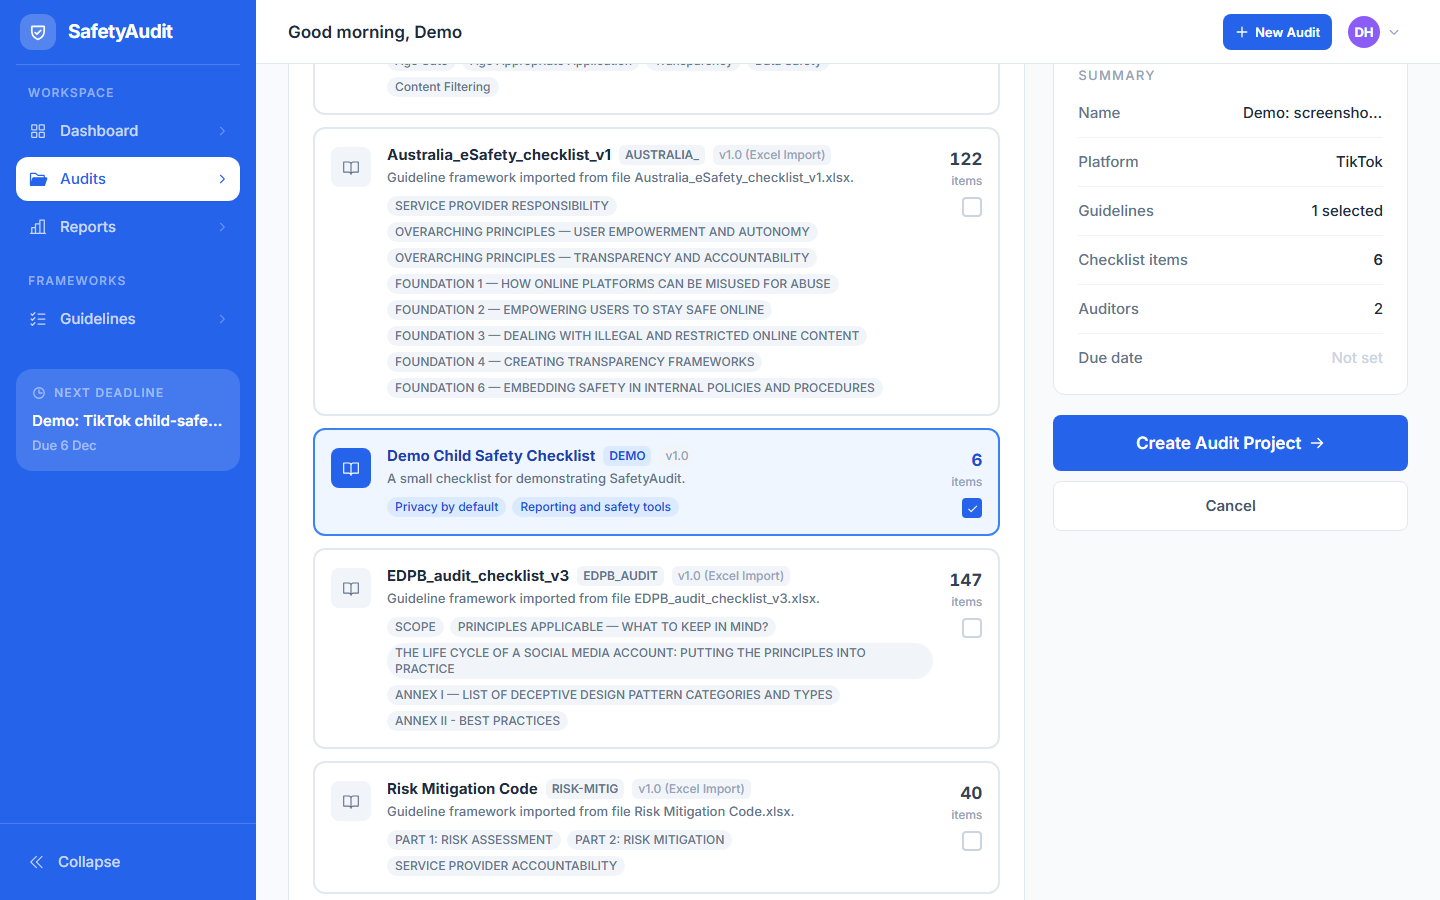 SafetyAudit
WORKSPACE
Dashboard
Audits
Reports
FRAMEWORKS
Guidelines
NEXT DEADLINE
Demo: TikTok child-safe...
Due 6 Dec
Collapse
Good morning, Demo
New Audit
DH
Content Filtering
Australia_eSafety_checklist_v1 AUSTRALIA_ v1.0 (Excel Import)
122
Guideline framework imported from file Australia_eSafety_checklist_v1.xlsx.
items
SERVICE PROVIDER RESPONSIBILITY
OVERARCHING PRINCIPLES — USER EMPOWERMENT AND AUTONOMY
OVERARCHING PRINCIPLES — TRANSPARENCY AND ACCOUNTABILITY
FOUNDATION 1 — HOW ONLINE PLATFORMS CAN BE MISUSED FOR ABUSE
FOUNDATION 2 — EMPOWERING USERS TO STAY SAFE ONLINE
FOUNDATION 3 — DEALING WITH ILLEGAL AND RESTRICTED ONLINE CONTENT
FOUNDATION 4 — CREATING TRANSPARENCY FRAMEWORKS
FOUNDATION 6 — EMBEDDING SAFETY IN INTERNAL POLICIES AND PROCEDURES
Demo Child Safety Checklist DEMO v1.0
6
A small checklist for demonstrating SafetyAudit.
items
Privacy by default Reporting and safety tools
EDPB_audit_checklist_v3 EDPB_AUDIT v1.0 (Excel Import)
147
Guideline framework imported from file EDPB_audit_checklist_v3.xlsx.
items
SCOPE PRINCIPLES APPLICABLE — WHAT TO KEEP IN MIND?
THE LIFE CYCLE OF A SOCIAL MEDIA ACCOUNT: PUTTING THE PRINCIPLES INTO
PRACTICE
ANNEX I — LIST OF DECEPTIVE DESIGN PATTERN CATEGORIES AND TYPES
ANNEX II - BEST PRACTICES
Risk Mitigation Code RISK-MITIG v1.0 (Excel Import)
40
Guideline framework imported from file Risk Mitigation Code.xlsx.
items
PART 1: RISK ASSESSMENT PART 2: RISK MITIGATION
SERVICE PROVIDER ACCOUNTABILITY
SUMMARY
Name Demo: screensho...
Platform TikTok
Guidelines 1 selected
Checklist items 6
Auditors 2
Due date Not set
Create Audit Project →
Cancel